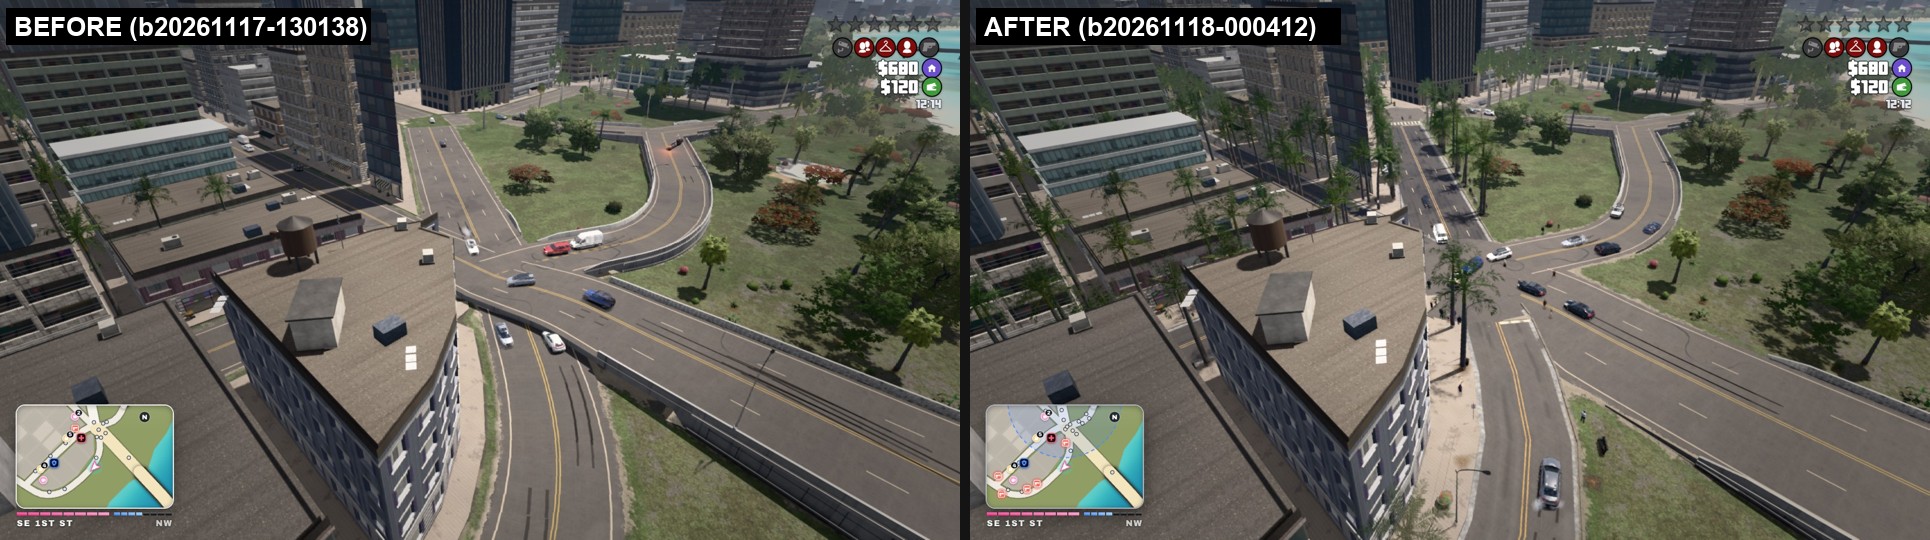 BEFORE (b20261117-130138)
$680
$120
12:14
N
SE 1ST ST
NW
AFTER (b20261118-000412)
$680
$120
12:12
N
SE 1ST ST
NW